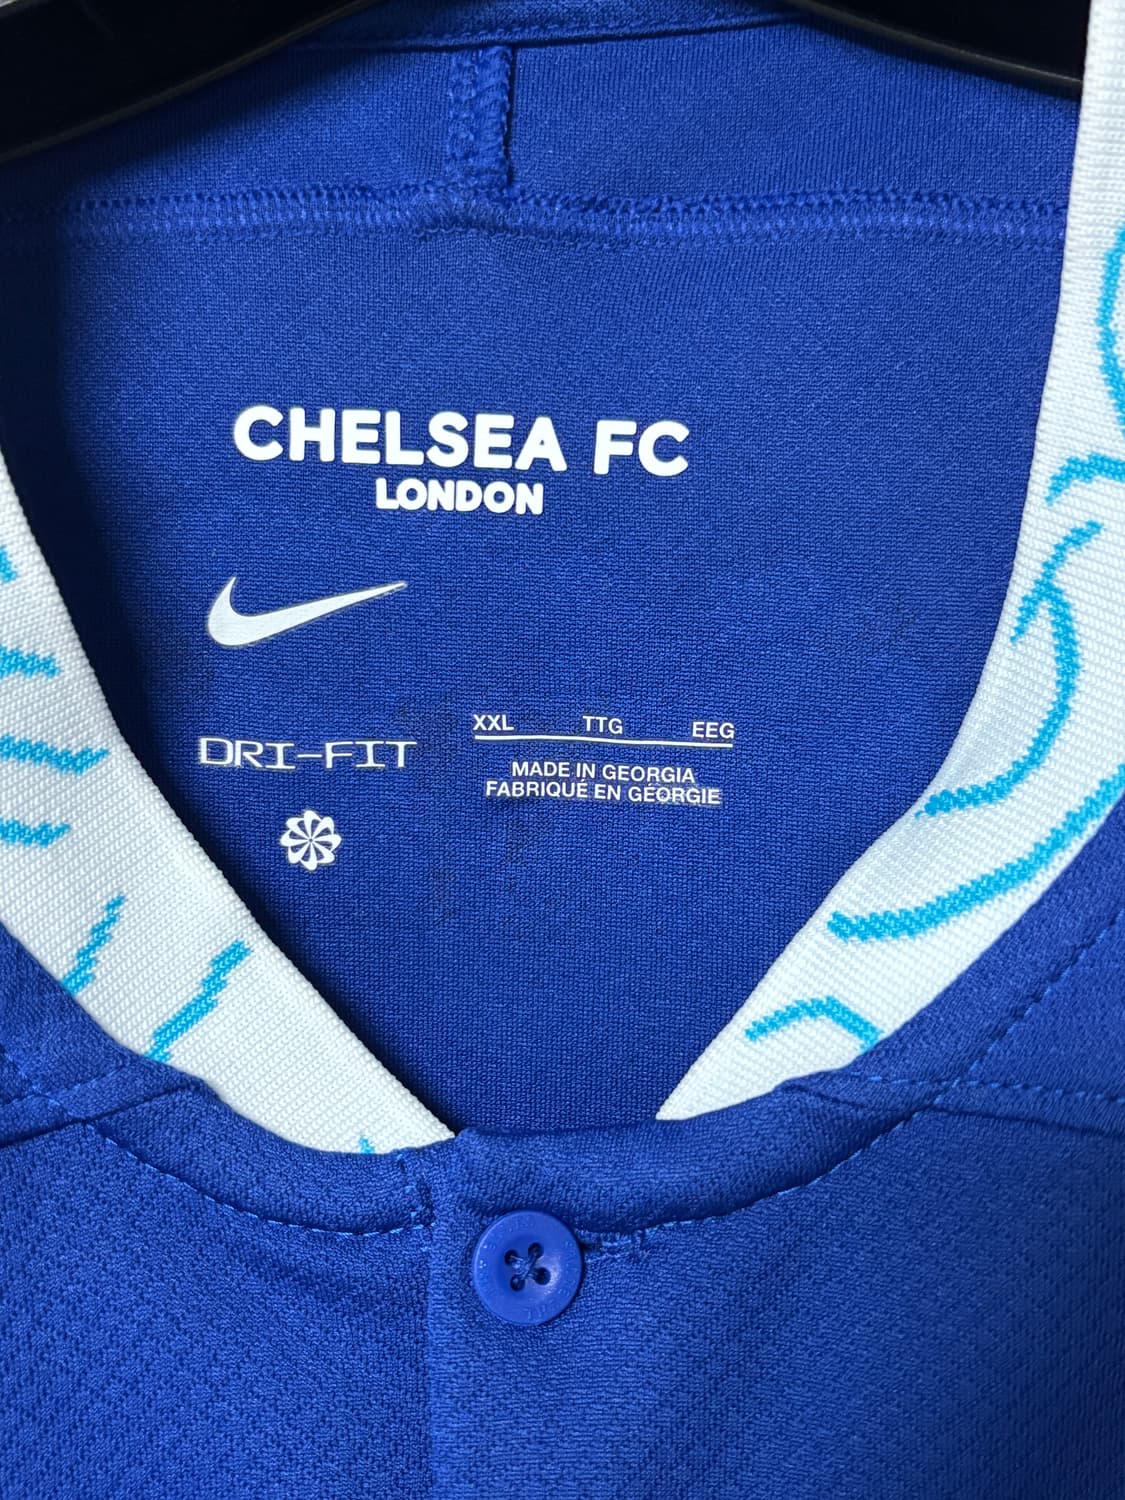 CHELSEA FC
LONDON
XXL TTG EEG
DRI-FIT
MADE IN GEORGIA
FABRIQUÉ EN GÉORGIE